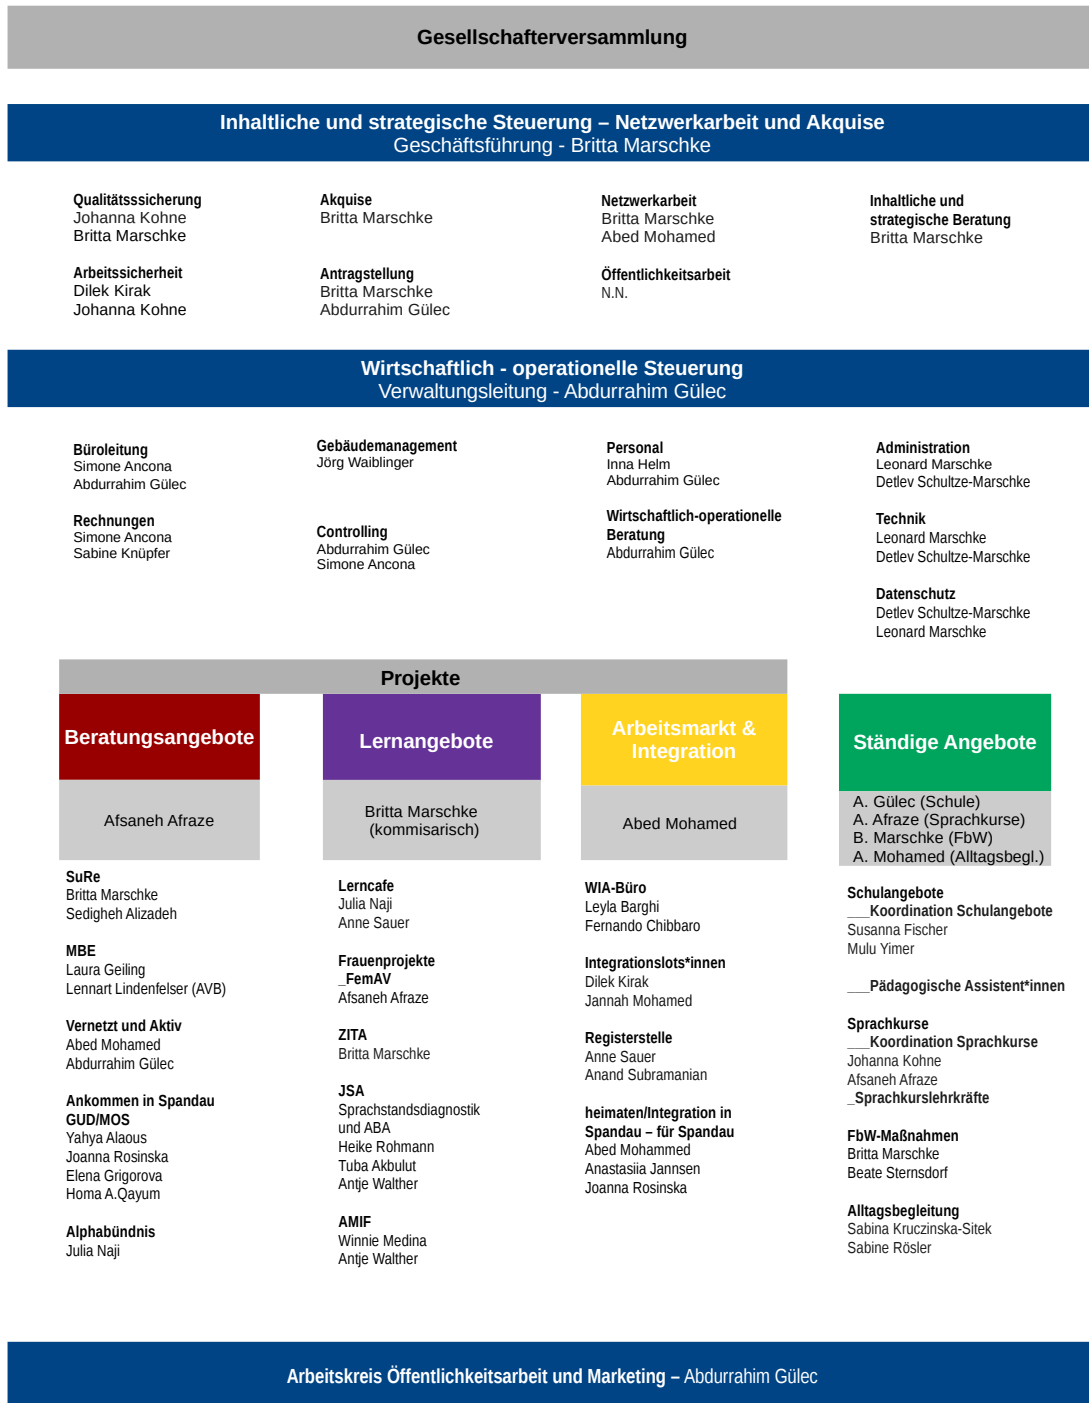 Gesellschafterversammlung
Inhaltliche und strategische Steuerung – Netzwerkarbeit und Akquise
Geschäftsführung - Britta Marschke
Qualitätsssicherung
Johanna Kohne
Britta Marschke
Arbeitssicherheit
Dilek Kirak
Johanna Kohne
Akquise
Britta Marschke
Antragstellung
Britta Marschke
Abdurrahim Gülec
Netzwerkarbeit
Britta Marschke
Abed Mohamed
Öffentlichkeitsarbeit
N.N.
Inhaltliche und
strategische Beratung
Britta Marschke
Wirtschaftlich - operationelle Steuerung
Verwaltungsleitung - Abdurrahim Gülec
Büroleitung
Simone Ancona
Abdurrahim Gülec
Rechnungen
Simone Ancona
Sabine Knüpfer
Gebäudemanagement
Jörg Waiblinger
Controlling
Abdurrahim Gülec
Simone Ancona
Personal
Inna Helm
Abdurrahim Gülec
Wirtschaftlich-operationelle
Beratung
Abdurrahim Gülec
Administration
Leonard Marschke
Detlev Schultze-Marschke
Technik
Leonard Marschke
Detlev Schultze-Marschke
Datenschutz
Detlev Schultze-Marschke
Leonard Marschke
Projekte
Beratungsangebote
Afsaneh Afraze
SuRe
Britta Marschke
Sedigheh Alizadeh
MBE
Laura Geiling
Lennart Lindenfelser (AVB)
Vernetzt und Aktiv
Abed Mohamed
Abdurrahim Gülec
Ankommen in Spandau
GUD/MOS
Yahya Alaous
Joanna Rosinska
Elena Grigorova
Homa A.Qayum
Alphabündnis
Julia Naji
Lernangebote
Britta Marschke
(kommisarisch)
Lerncafe
Julia Naji
Anne Sauer
Frauenprojekte
_FemAV
Afsaneh Afraze
ZITA
Britta Marschke
JSA
Sprachstandsdiagnostik
und ABA
Heike Rohmann
Tuba Akbulut
Antje Walther
AMIF
Winnie Medina
Antje Walther
Arbeitsmarkt &
Integration
Abed Mohamed
WIA-Büro
Leyla Barghi
Fernando Chibbaro
Integrationslots*innen
Dilek Kirak
Jannah Mohamed
Registerstelle
Anne Sauer
Anand Subramanian
heimaten/Integration in
Spandau – für Spandau
Abed Mohammed
Anastasiia Jannsen
Joanna Rosinska
Ständige Angebote
A. Gülec (Schule)
A. Afraze (Sprachkurse)
B. Marschke (FbW)
A. Mohamed (Alltagsbegl.)
Schulangebote
___Koordination Schulangebote
Susanna Fischer
Mulu Yimer
___Pädagogische Assistent*innen
Sprachkurse
___Koordination Sprachkurse
Johanna Kohne
Afsaneh Afraze
_Sprachkurslehrkräfte
FbW-Maßnahmen
Britta Marschke
Beate Sternsdorf
Alltagsbegleitung
Sabina Kruczinska-Sitek
Sabine Rösler
Arbeitskreis Öffentlichkeitsarbeit und Marketing – Abdurrahim Gülec